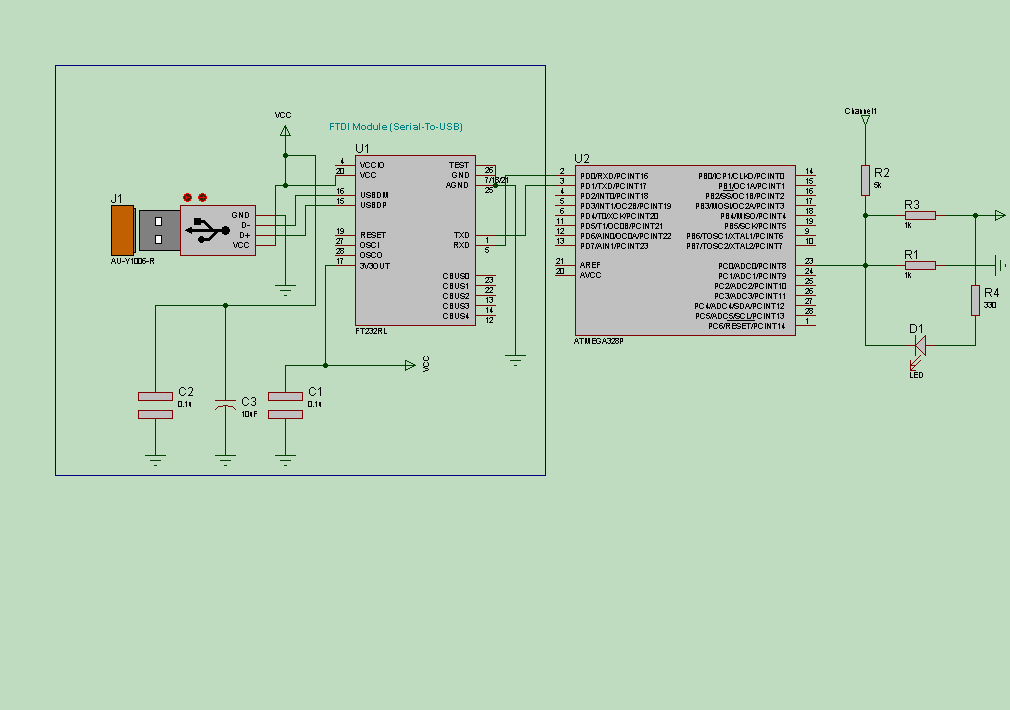 VCC
FTDI Module (Serial-To-USB)
J1
AU-Y1006-R
GND
D-
D+
VCC
U1
4
20
16
15
19
27
28
17
VCCIO
VCC
USBDM
USBDP
RESET
OSCI
OSCO
3V3OUT
TEST
GND
AGND
TXD
RXD
CBUS0
CBUS1
CBUS2
CBUS3
CBUS4
26
7/18/21
25
1
5
23
22
13
14
12
FT232RL
C2
0.1u
C3
10uF
C1
0.1u
VCC
U2
2
3
4
5
6
11
12
13
21
20
PD0/RXD/PCINT16
PD1/TXD/PCINT17
PD2/INT0/PCINT18
PD3/INT1/OC2B/PCINT19
PD4/T0/XCK/PCINT20
PD5/T1/OC0B/PCINT21
PD6/AIN0/OC0A/PCINT22
PD7/AIN1/PCINT23
AREF
AVCC
PB0/ICP1/CLKO/PCINT0
PB1/OC1A/PCINT1
PB2/SS/OC1B/PCINT2
PB3/MOSI/OC2A/PCINT3
PB4/MISO/PCINT4
PB5/SCK/PCINT5
PB6/TOSC1/XTAL1/PCINT6
PB7/TOSC2/XTAL2/PCINT7
PC0/ADC0/PCINT8
PC1/ADC1/PCINT9
PC2/ADC2/PCINT10
PC3/ADC3/PCINT11
PC4/ADC4/SDA/PCINT12
PC5/ADC5/SCL/PCINT13
PC6/RESET/PCINT14
14
15
16
17
18
19
9
10
23
24
25
26
27
28
1
ATMEGA328P
Channel1
R2
5k
R3
1k
R1
1k
R4
330
D1
LED